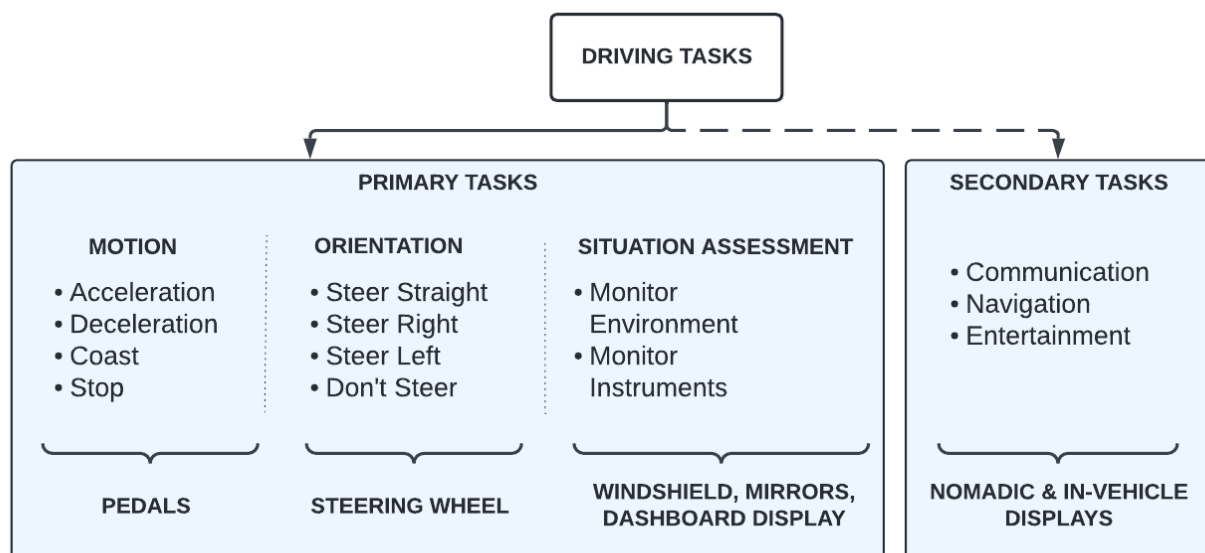 DRIVING TASKS
PRIMARY TASKS
MOTION
• Acceleration
• Deceleration
• Coast
• Stop
PEDALS
ORIENTATION
• Steer Straight
• Steer Right
• Steer Left
• Don't Steer
STEERING WHEEL
SITUATION ASSESSMENT
• Monitor
Environment
• Monitor
Instruments
WINDSHIELD, MIRRORS,
DASHBOARD DISPLAY
SECONDARY TASKS
• Communication
• Navigation
• Entertainment
NOMADIC & IN-VEHICLE
DISPLAYS